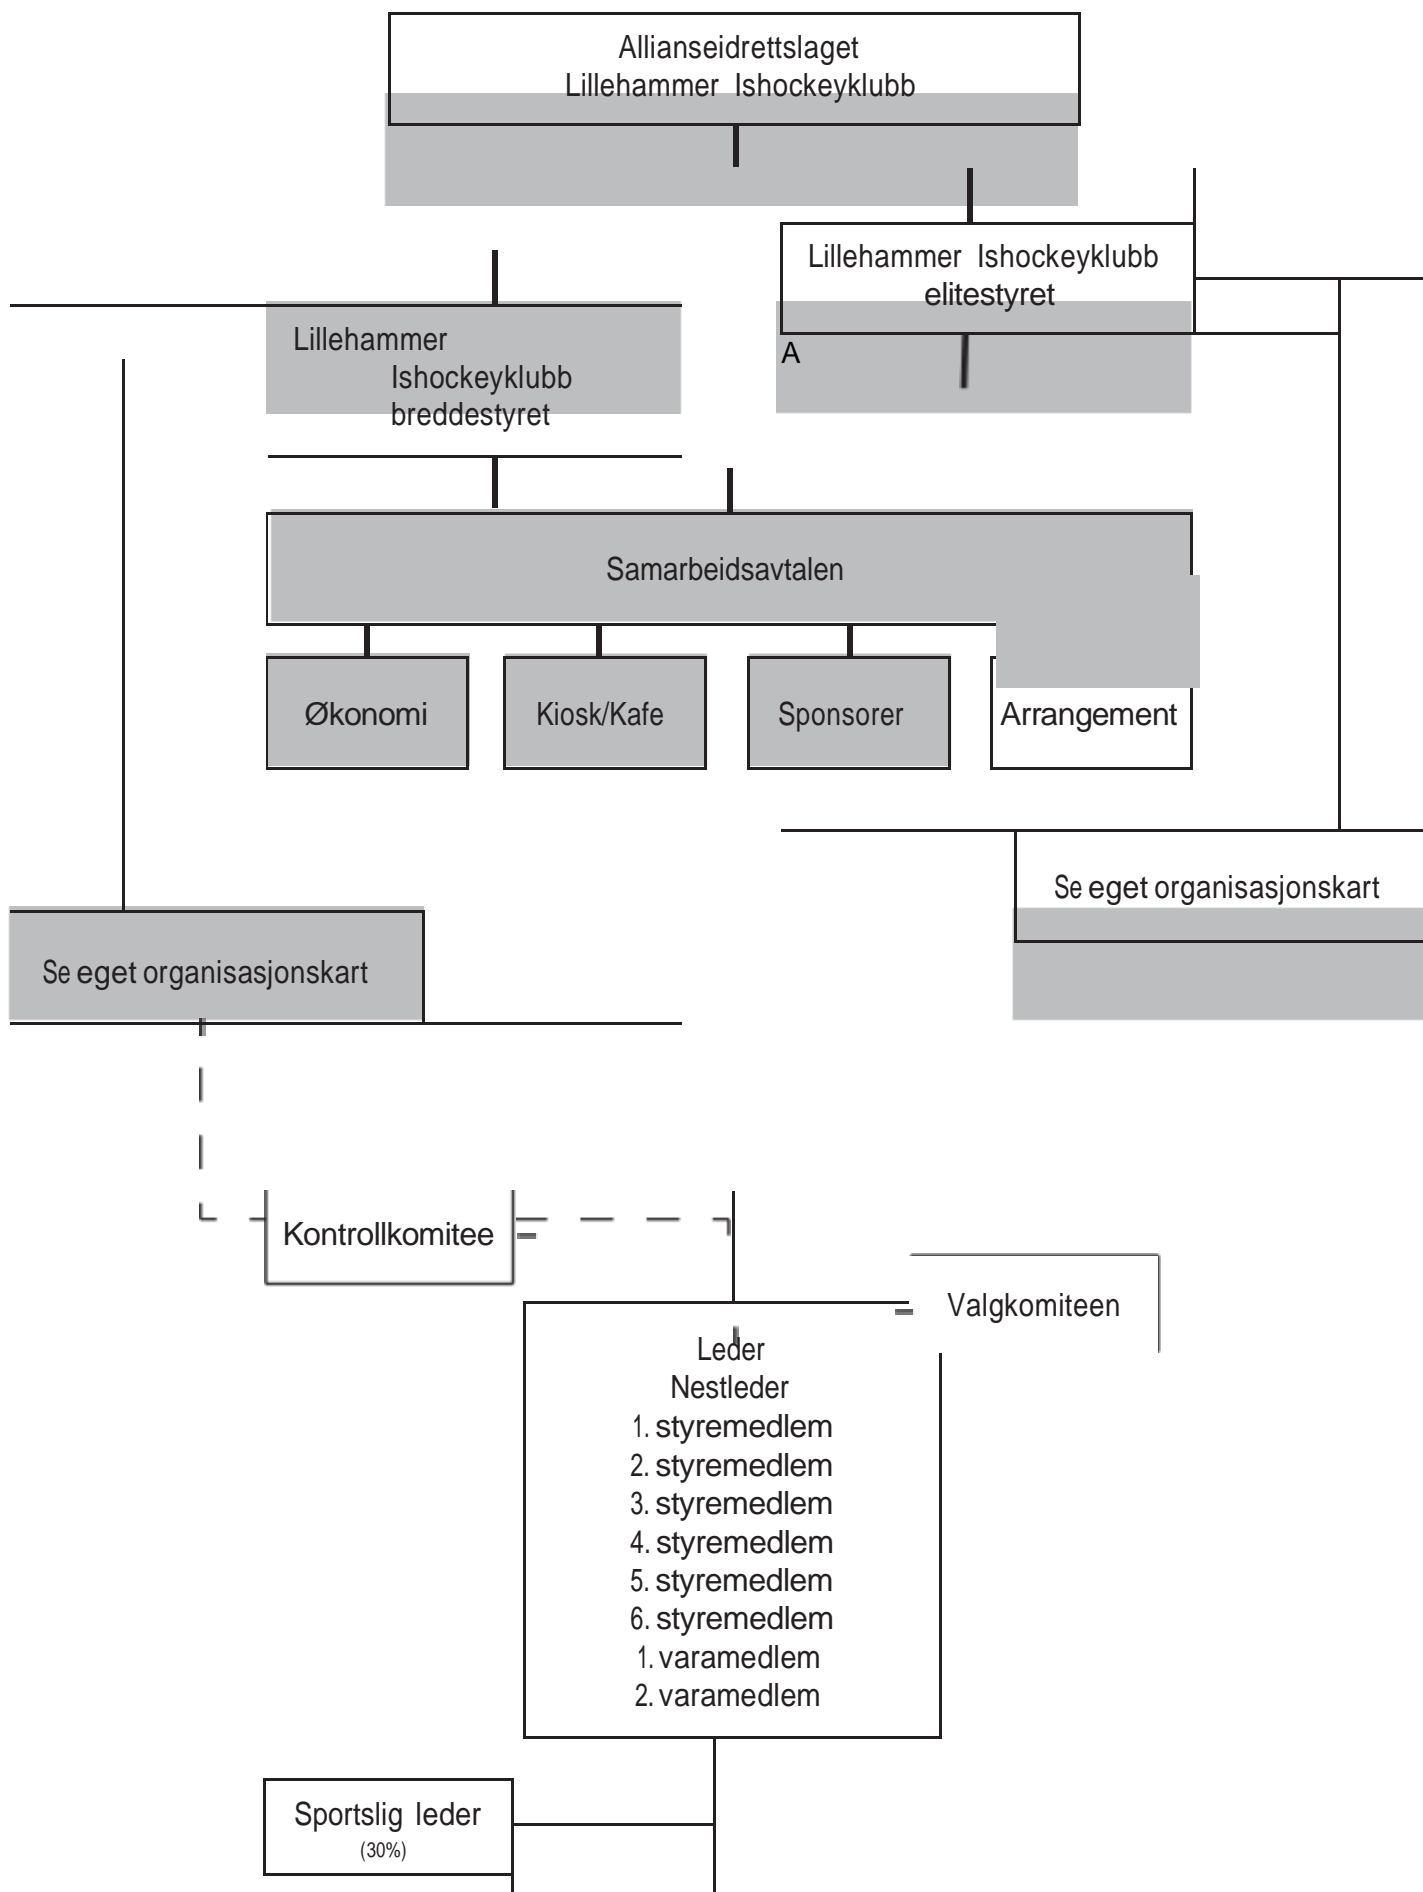 Allianseidrettslaget
Lillehammer Ishockeyklubb
Lillehammer Ishockeyklubb
elitestyret
A
Lillehammer
Ishockeyklubb
breddestyret
Samarbeidsavtalen
Økonomi
Kiosk/Kafe
Sponsorer
Arrangement
Se eget organisasjonskart
Se eget organisasjonskart
Kontrollkomitee
Valgkomiteen
Leder
Nestleder
1. styremedlem
2. styremedlem
3. styremedlem
4. styremedlem
5. styremedlem
6. styremedlem
1. varamedlem
2. varamedlem
Sportslig leder
(30%)